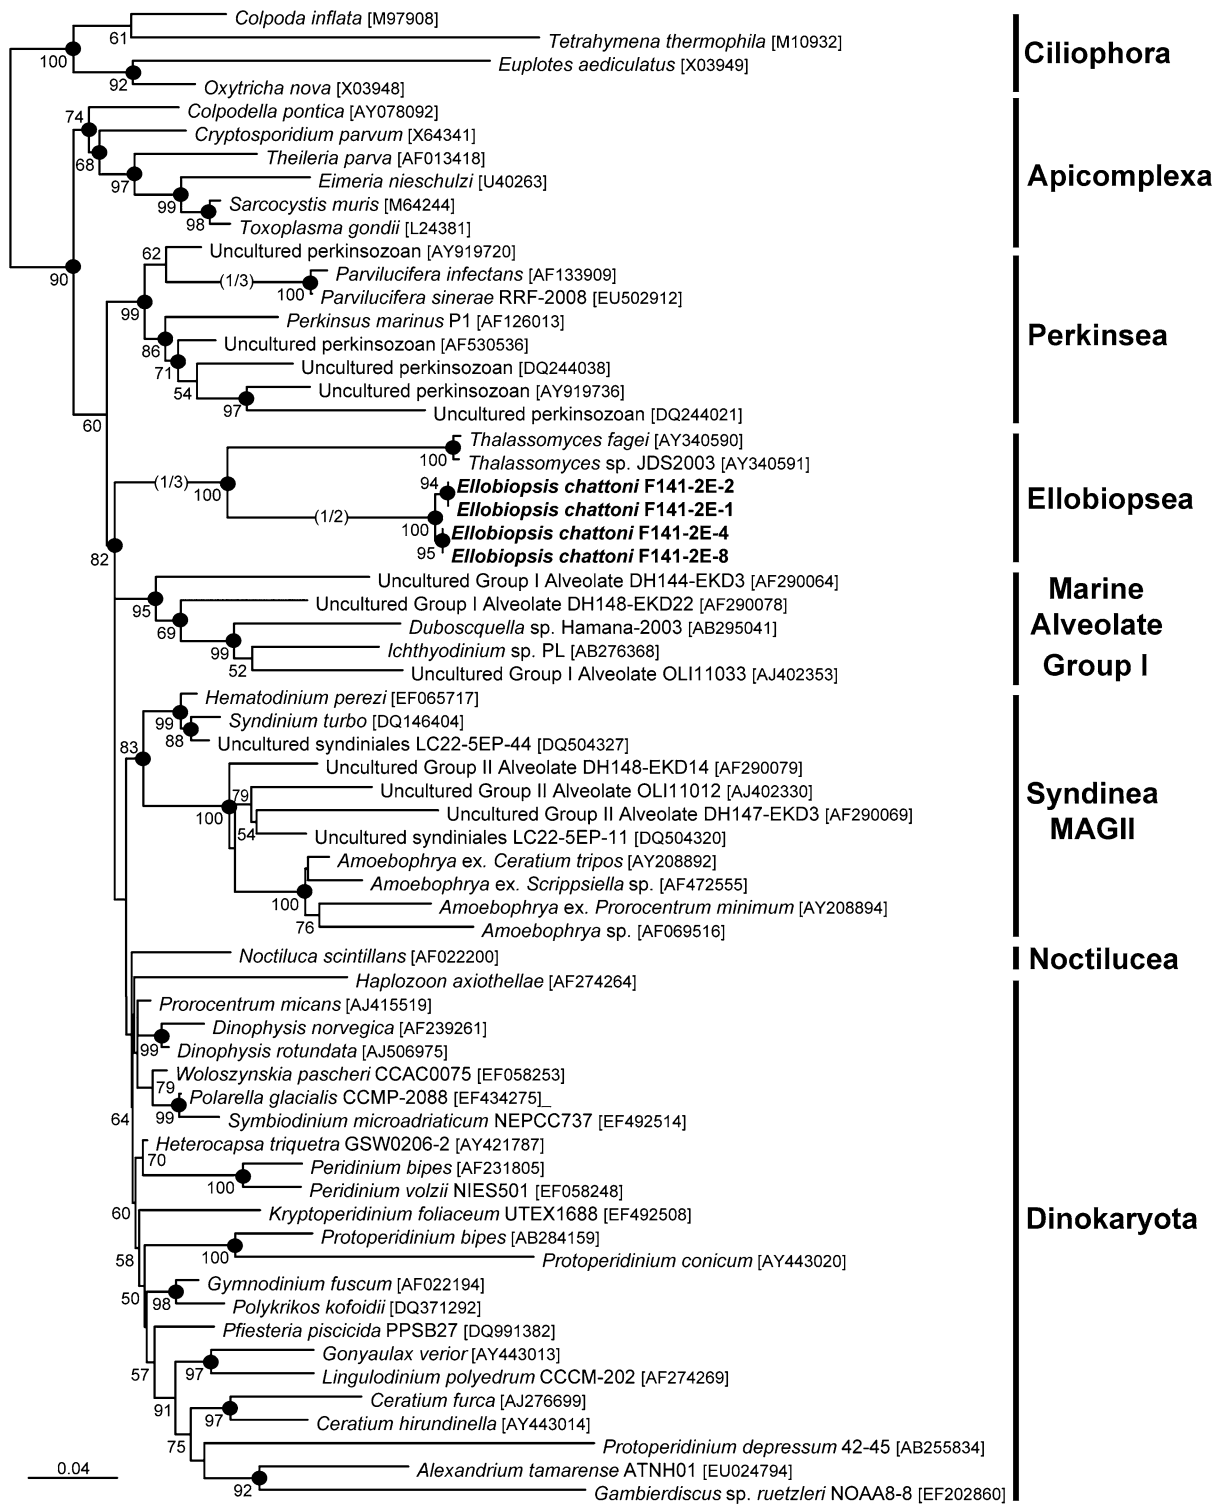 Colpoda inflata [M97908]
61
Tetrahymena thermophila [M10932]
100
Ciliophora
Euplotes aediculatus [X03949]
92
Oxytricha nova [X03948]
74
Colpodella pontica [AY078092]
Cryptosporidium parvum [X64341]
68
Theileria parva [AF013418]
97
Apicomplexa
Eimeria nieschulzi [U40263]
99
Sarcocystis muris [M64244]
98
Toxoplasma gondii [L24381]
62
Uncultured perkinsozoan [AY919720]
90
(1/3)
Parvilucifera infectans [AF133909]
100
Parvilucifera sinerae RRF-2008 [EU502912]
99
Perkinsus marinus P1 [AF126013]
Perkinsea
86
Uncultured perkinsozoan [AF530536]
71
Uncultured perkinsozoan [DQ244038]
54
Uncultured perkinsozoan [AY919736]
97
Uncultured perkinsozoan [DQ244021]
60
Thalassomyces fagei [AY340590]
100
Thalassomyces sp. JDS2003 [AY340591]
(1/3)
100
94
Ellobiopsis chattoni F141-2E-2
Ellobiopsea
(1/2)
Ellobiopsis chattoni F141-2E-1
100
Ellobiopsis chattoni F141-2E-4
95
Ellobiopsis chattoni F141-2E-8
82
Uncultured Group I Alveolate DH144-EKD3 [AF290064]
95
Uncultured Group I Alveolate DH148-EKD22 [AF290078]
69
Duboscquella sp. Hamana-2003 [AB295041]
99
Ichthyodinium sp. PL [AB276368]
52
Uncultured Group I Alveolate OLI11033 [AJ402353]
Marine
Alveolate
Group I
Hematodinium perezi [EF065717]
99
Syndinium turbo [DQ146404]
88
Uncultured syndiniales LC22-5EP-44 [DQ504327]
83
Uncultured Group II Alveolate DH148-EKD14 [AF290079]
79
Uncultured Group II Alveolate OLI11012 [AJ402330]
100
Uncultured Group II Alveolate DH147-EKD3 [AF290069]
54
Uncultured syndiniales LC22-5EP-11 [DQ504320]
Syndinea
MAGII
Amoebophrya ex. Ceratium tripos [AY208892]
Amoebophrya ex. Scrippsiella sp. [AF472555]
100
Amoebophrya ex. Prorocentrum minimum [AY208894]
76
Amoebophrya sp. [AF069516]
Noctiluca scintillans [AF022200]
Noctilucea
Haplozoon axiothellae [AF274264]
Prorocentrum micans [AJ415519]
Dinophysis norvegica [AF239261]
99
Dinophysis rotundata [AJ506975]
Woloszynskia pascheri CCAC0075 [EF058253]
79
Polarella glacialis CCMP-2088 [EF434275]_
99
Symbiodinium microadriaticum NEPCC737 [EF492514]
64
Heterocapsa triquetra GSW0206-2 [AY421787]
70
Peridinium bipes [AF231805]
100
Peridinium volzii NIES501 [EF058248]
60
Kryptoperidinium foliaceum UTEX1688 [EF492508]
Dinokaryota
Protoperidinium bipes [AB284159]
58
100
Protoperidinium conicum [AY443020]
Gymnodinium fuscum [AF022194]
50
98
Polykrikos kofoidii [DQ371292]
Pfiesteria piscicida PPSB27 [DQ991382]
Gonyaulax verior [AY443013]
57
97
Lingulodinium polyedrum CCCM-202 [AF274269]
Ceratium furca [AJ276699]
91
97
Ceratium hirundinella [AY443014]
75
Protoperidinium depressum 42-45 [AB255834]
0.04
Alexandrium tamarense ATNH01 [EU024794]
92
Gambierdiscus sp. ruetzleri NOAA8-8 [EF202860]